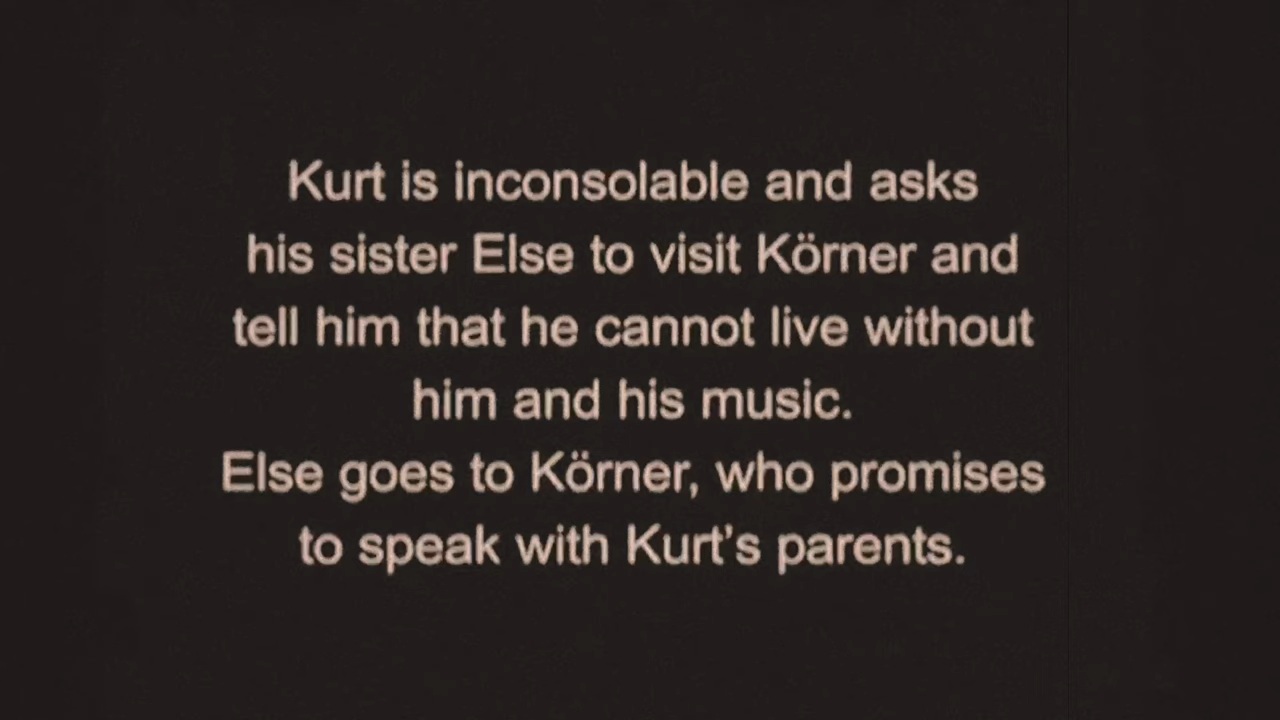 Kurt is inconsolable and asks
his sister Else to visit Körner and
tell him that he cannot live without
him and his music.
Else goes to Körner, who promises
to speak with Kurt’s parents.